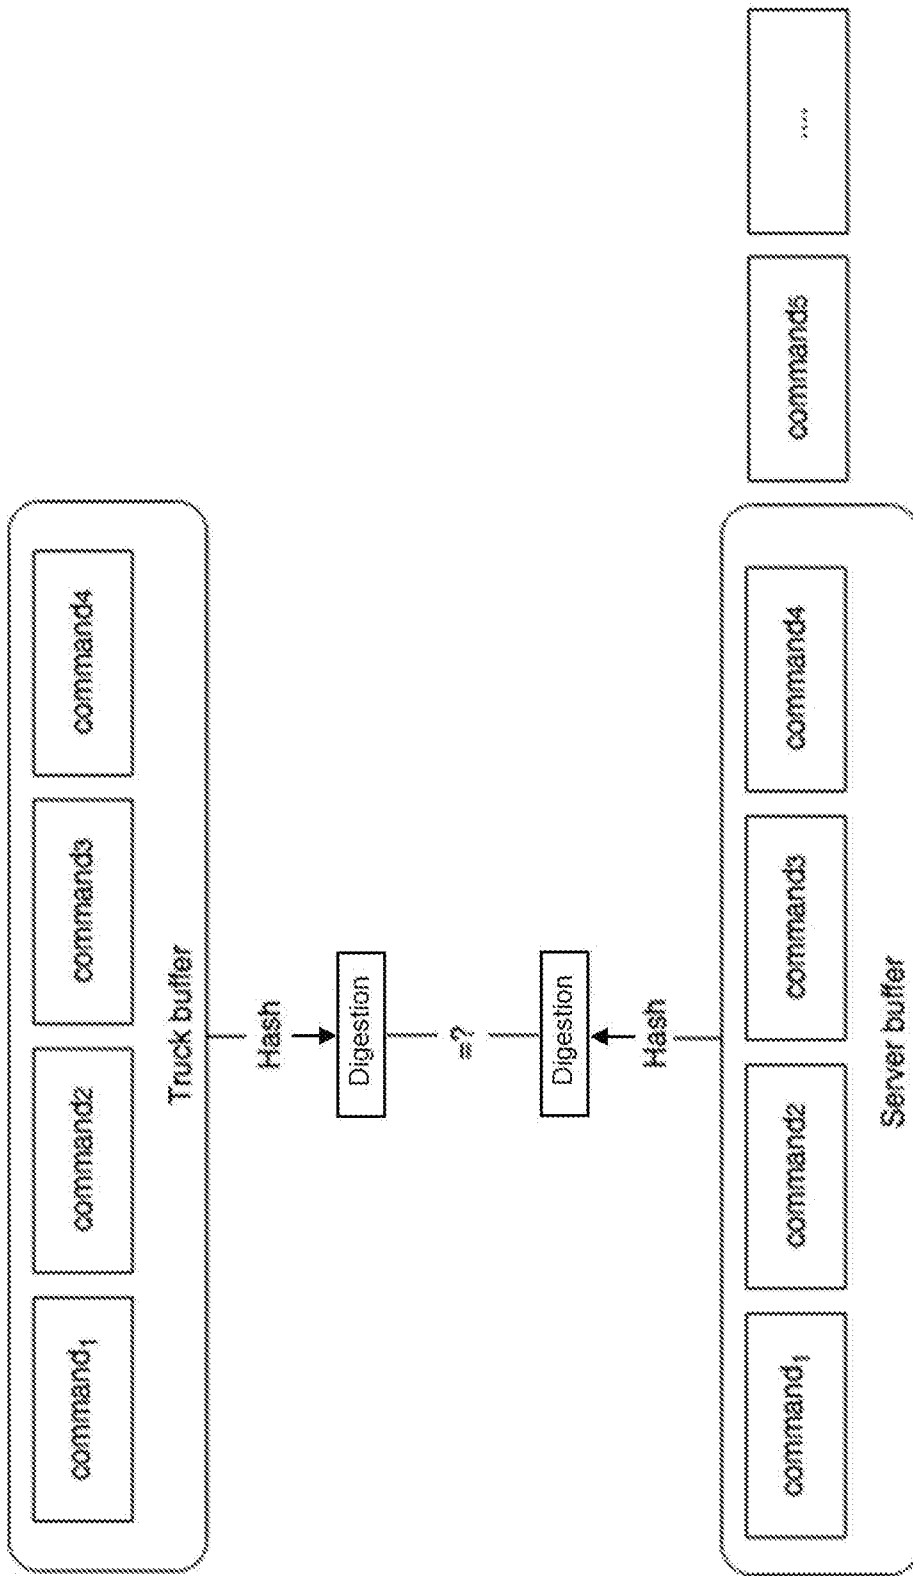 command1
command2
command3
command4
Truck buffer
Hash
Digestion
=?
Digestion
Hash
command1
command2
command3
command4
command5
....
Server buffer